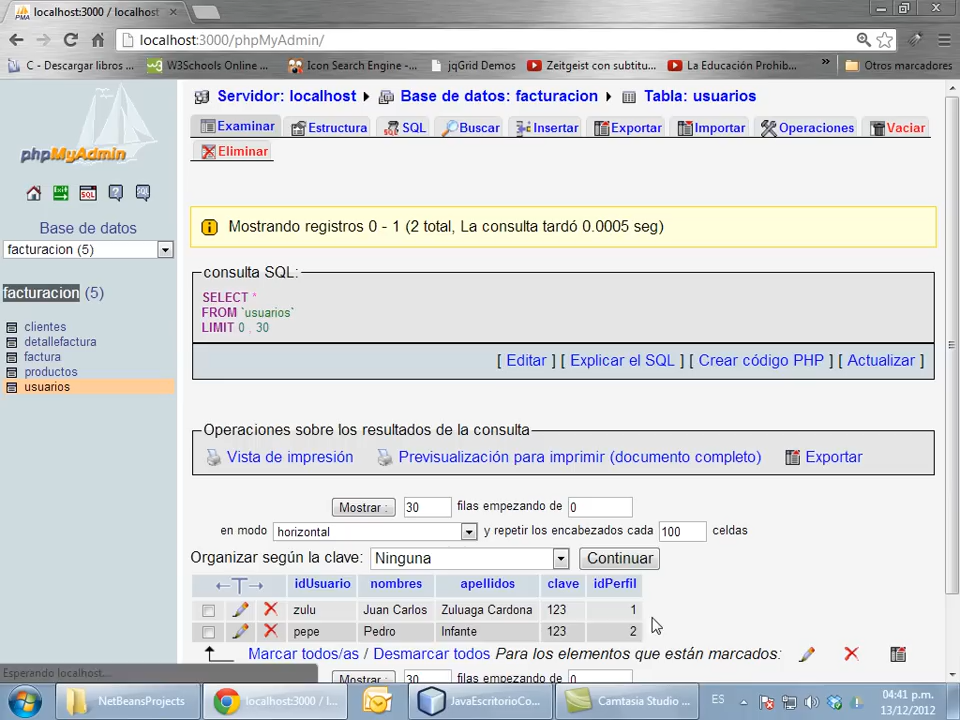 localhost:3000 / localhost
localhost:3000/phpMyAdmin/
C - Descargar libros ...
W3Schools Online ...
Icon Search Engine -...
jqGrid Demos
Zeitgeist con subtitu...
La Educación Prohib...
»
Otros marcadores
phpMyAdmin
Base de datos
facturacion (5)
facturacion (5)
clientes
detallefactura
factura
productos
usuarios
Servidor: localhost Base de datos: facturacion Tabla: usuarios
Examinar Estructura SQL Buscar Insertar Exportar Importar Operaciones Vaciar
Eliminar
Mostrando registros 0 - 1 (2 total, La consulta tardó 0.0005 seg)
consulta SQL:
SELECT *
FROM `usuarios`
LIMIT 0 , 30
[ Editar ] [ Explicar el SQL ] [ Crear código PHP ] [ Actualizar ]
Operaciones sobre los resultados de la consulta
Vista de impresión Previsualización para imprimir (documento completo) Exportar
Mostrar : 30 filas empezando de 0
en modo horizontal y repetir los encabezados cada 100 celdas
Organizar según la clave: Ninguna Continuar
←T→ idUsuario nombres apellidos clave idPerfil
zulu Juan Carlos Zuluaga Cardona 123 1
pepe Pedro Infante 123 2
Marcar todos/as / Desmarcar todos Para los elementos que están marcados:
Mostrar : 30 filas empezando de 0
Esperando localhost...
NetBeansProjects
localhost:3000 / l...
JavaEscritorioCo...
Camtasia Studio ...
ES
04:41 p.m.
13/12/2012